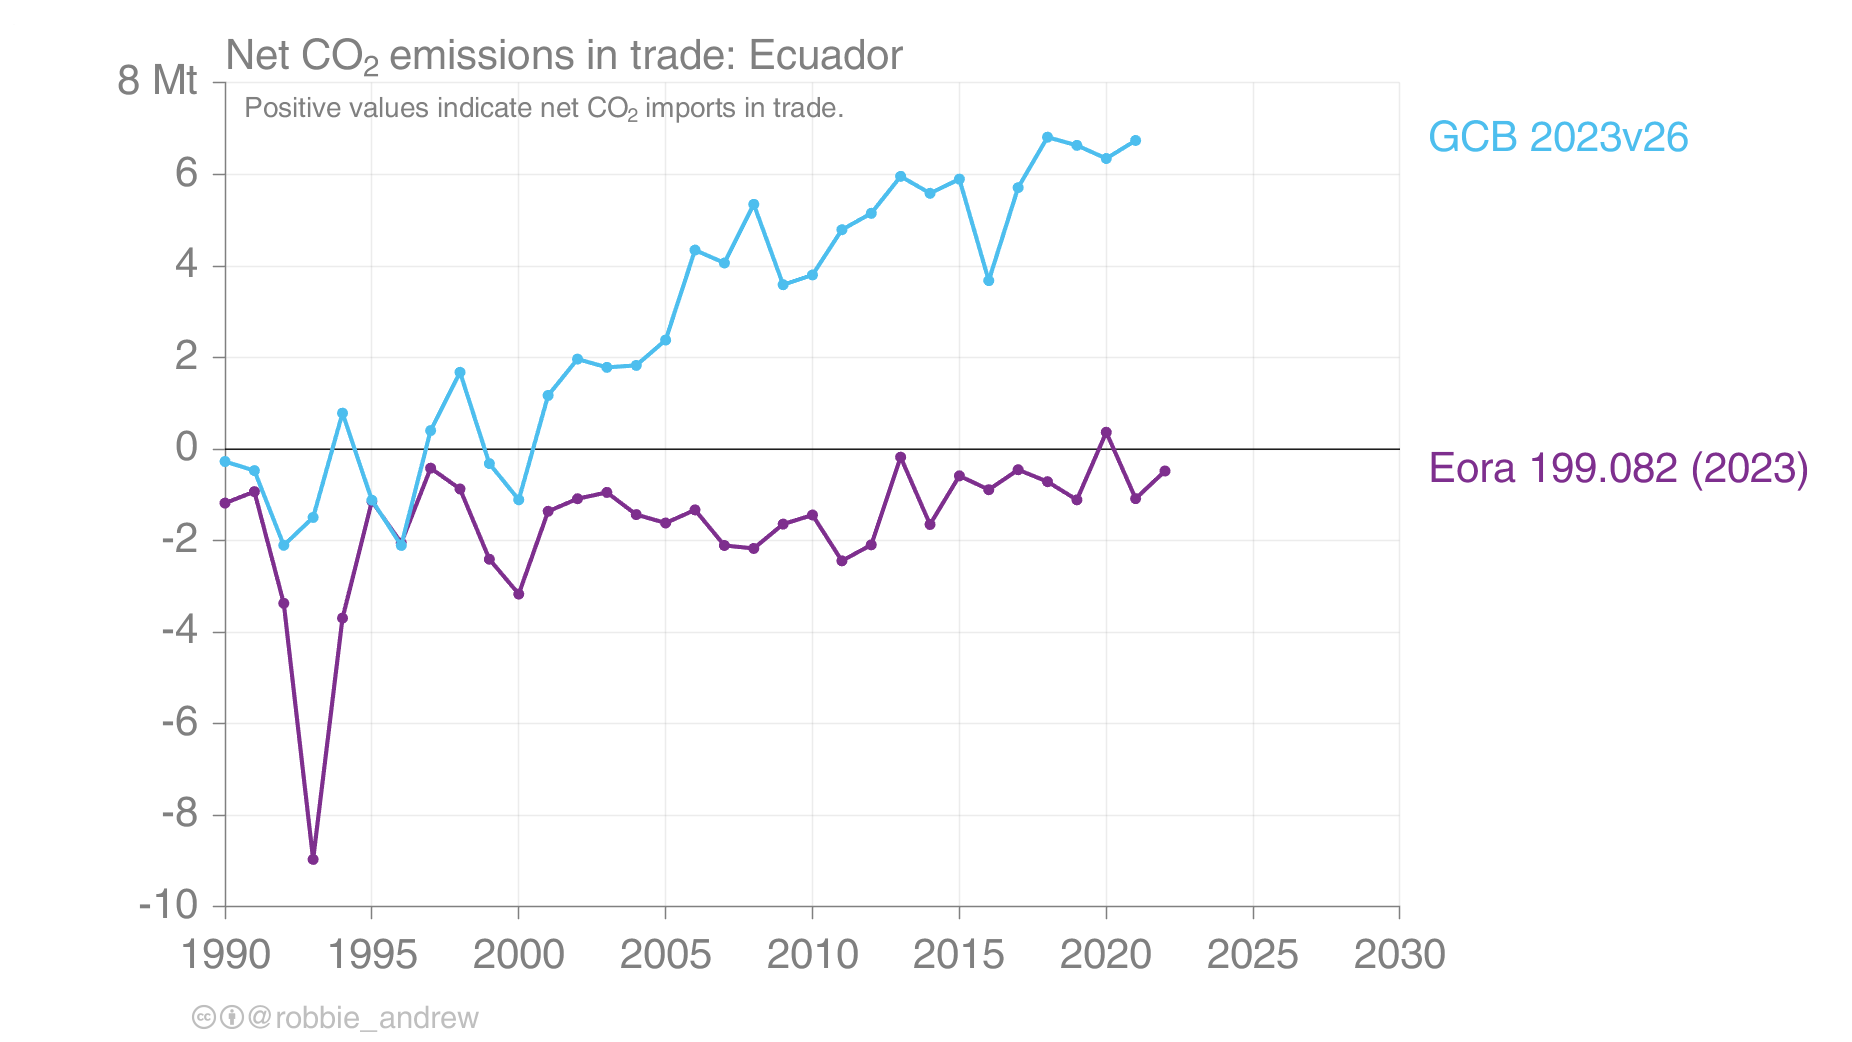 Net CO₂ emissions in trade: Ecuador
8 Mt
Positive values indicate net CO₂ imports in trade.
GCB 2023v26
6
4
2
0
Eora 199.082 (2023)
-2
-4
-6
-8
-10
1990 1995 2000 2005 2010 2015 2020 2025 2030
cc @robbie_andrew